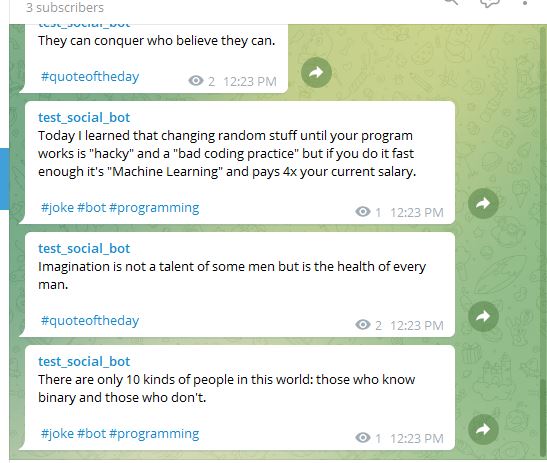 3 subscribers
test_social_bot
They can conquer who believe they can.
#quoteoftheday
2 12:23 PM
test_social_bot
Today I learned that changing random stuff until your program
works is "hacky" and a "bad coding practice" but if you do it fast
enough it's "Machine Learning" and pays 4x your current salary.
#joke #bot #programming
1 12:23 PM
test_social_bot
Imagination is not a talent of some men but is the health of every
man.
#quoteoftheday
2 12:23 PM
test_social_bot
There are only 10 kinds of people in this world: those who know
binary and those who don't.
#joke #bot #programming
1 12:23 PM